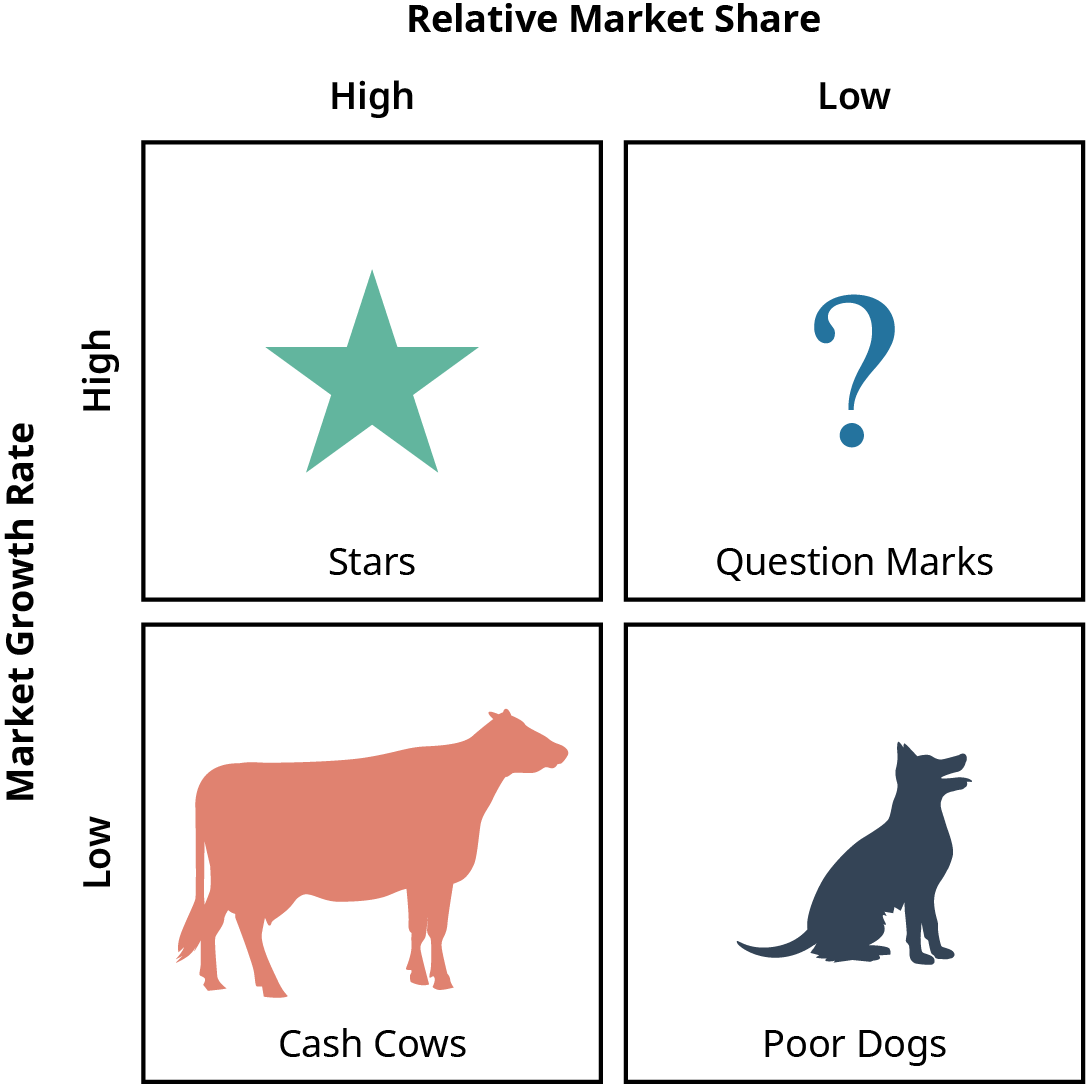 Relative Market Share
High
Low
Market Growth Rate
High
Stars
?
Question Marks
Low
Cash Cows
Poor Dogs